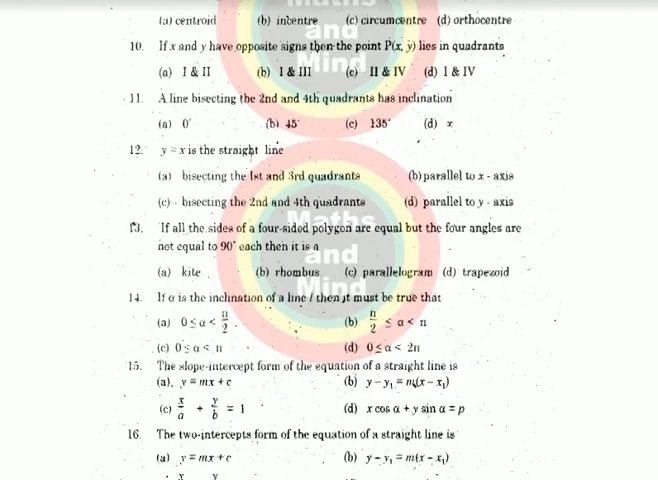 (a) centroid (b) incentre (c) circumcentre (d) orthocentre
10. If x and y have opposite signs then the point P(x, y) lies in quadrants
(a) I & II (b) I & III (c) II & IV (d) I & IV
11. A line bisecting the 2nd and 4th quadrants has inclination
(a) 0° (b) 45° (c) 135° (d) x
12. y = x is the straight line
(a) bisecting the 1st and 3rd quadrants (b) parallel to x - axis
(c) bisecting the 2nd and 4th quadrants (d) parallel to y - axis
13. If all the sides of a four-sided polygon are equal but the four angles are
not equal to 90° each then it is a
(a) kite (b) rhombus (c) parallelogram (d) trapezoid
14. If α is the inclination of a line l then it must be true that
(a) 0 ≤ α < π/2 (b) π/2 ≤ α < π
(c) 0 ≤ α < π (d) 0 ≤ α < 2π
15. The slope-intercept form of the equation of a straight line is
(a) y = mx + c (b) y - y₁ = m(x - x₁)
(c) x/a + y/b = 1 (d) x cos α + y sin α = p
16. The two-intercepts form of the equation of a straight line is
(a) y = mx + c (b) y - y₁ = m(x - x₁)
x y
Maths
and
Mind
Maths
and
Mind